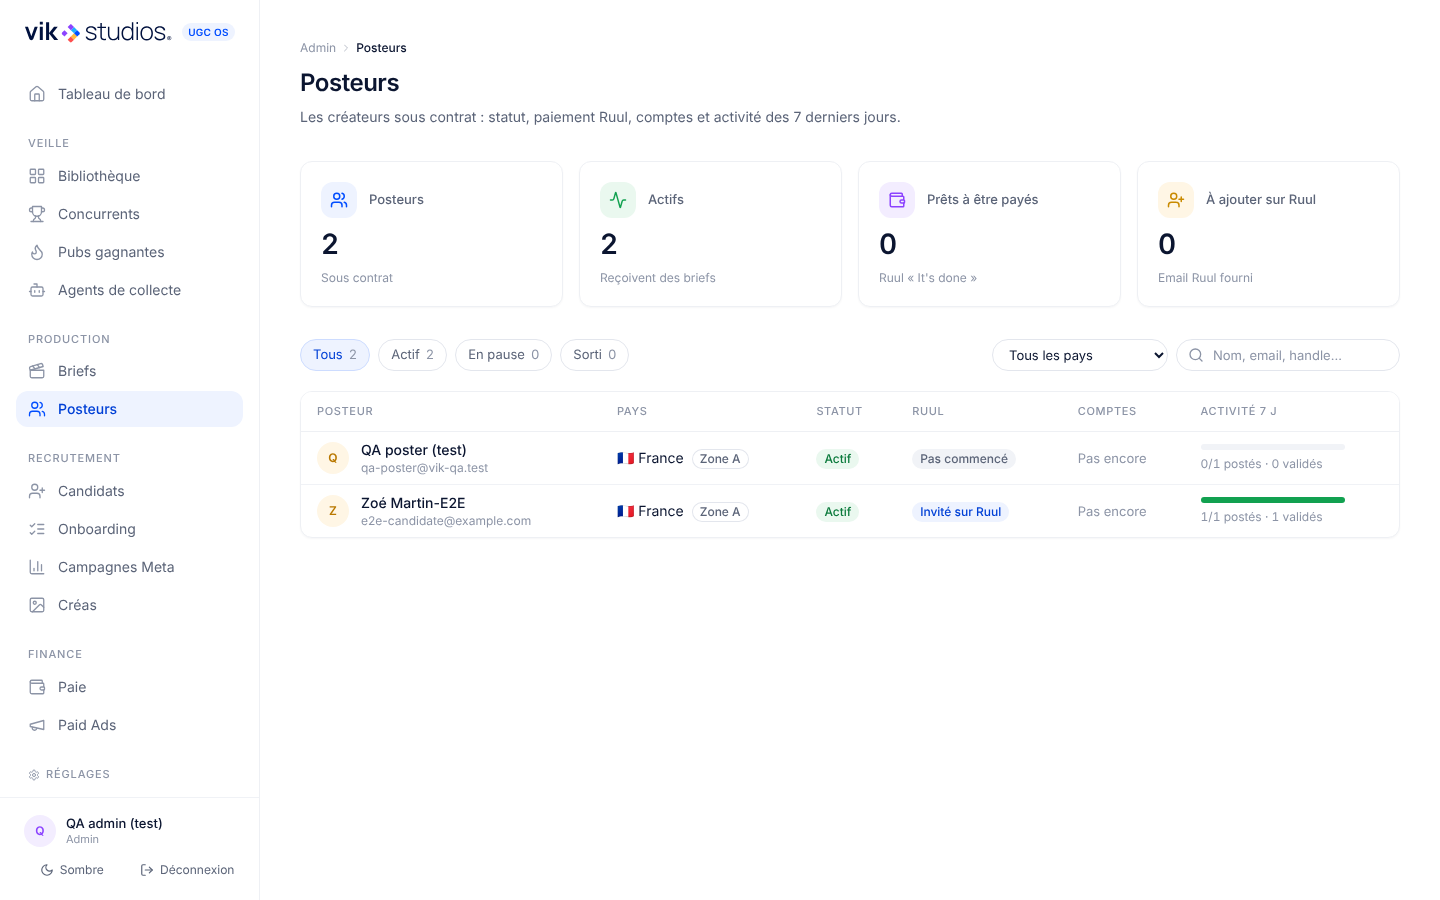 vik studios® UGC OS
Tableau de bord
VEILLE
Bibliothèque
Concurrents
Pubs gagnantes
Agents de collecte
PRODUCTION
Briefs
Posteurs
RECRUTEMENT
Candidats
Onboarding
Campagnes Meta
Créas
FINANCE
Paie
Paid Ads
RÉGLAGES
Q
QA admin (test)
Admin
Sombre
Déconnexion
Admin Posteurs
Posteurs
Les créateurs sous contrat : statut, paiement Ruul, comptes et activité des 7 derniers jours.
Posteurs
2
Sous contrat
Actifs
2
Reçoivent des briefs
Prêts à être payés
0
Ruul « It's done »
À ajouter sur Ruul
0
Email Ruul fourni
Tous 2 Actif 2 En pause 0 Sorti 0 Tous les pays Nom, email, handle...
POSTEUR PAYS STATUT RUUL COMPTES ACTIVITÉ 7 J
Q QA poster (test) 🇫🇷 France Zone A Actif Pas commencé Pas encore
qa-poster@vik-qa.test 0/1 postés · 0 validés
Z Zoé Martin-E2E 🇫🇷 France Zone A Actif Invité sur Ruul Pas encore
e2e-candidate@example.com 1/1 postés · 1 validés